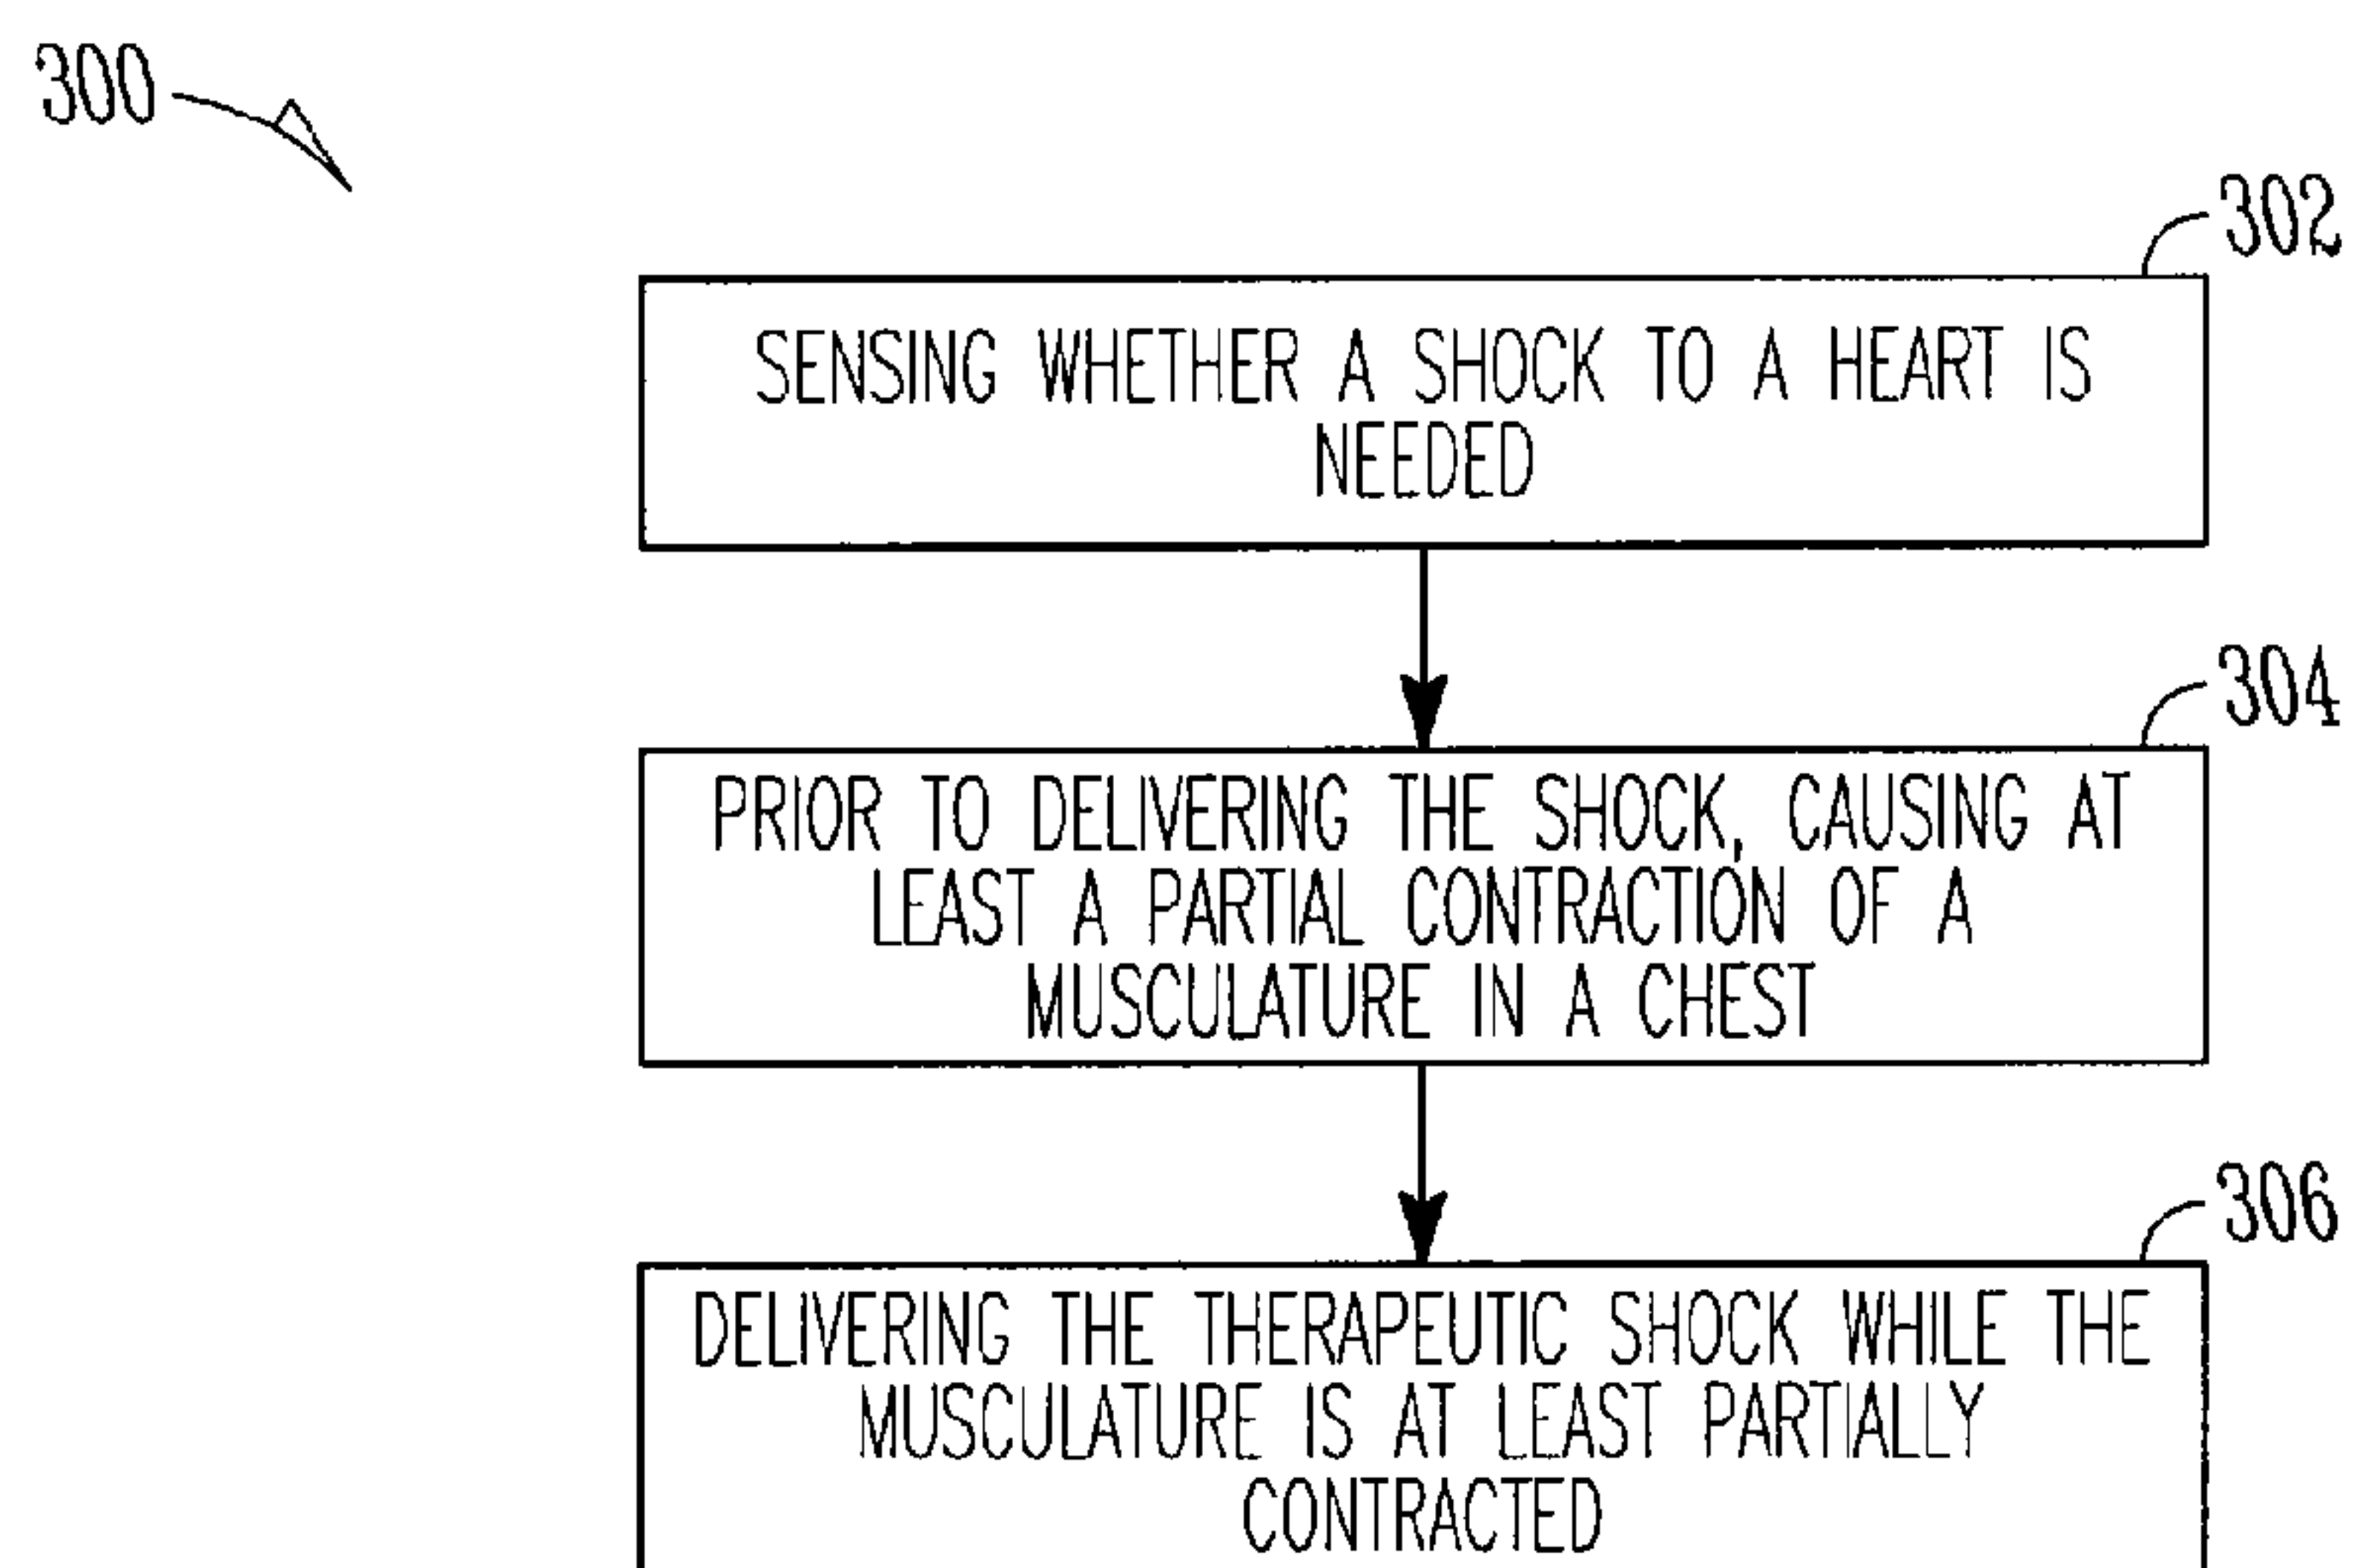 300
302
SENSING WHETHER A SHOCK TO A HEART IS
NEEDED
304
PRIOR TO DELIVERING THE SHOCK, CAUSING AT
LEAST A PARTIAL CONTRACTION OF A
MUSCULATURE IN A CHEST
306
DELIVERING THE THERAPEUTIC SHOCK WHILE THE
MUSCULATURE IS AT LEAST PARTIALLY
CONTRACTED